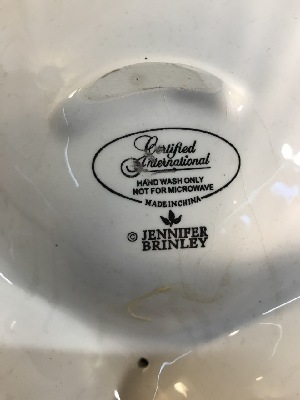 Certified
International
HAND WASH ONLY
NOT FOR MICROWAVE
MADE IN CHINA
© JENNIFER
BRINLEY